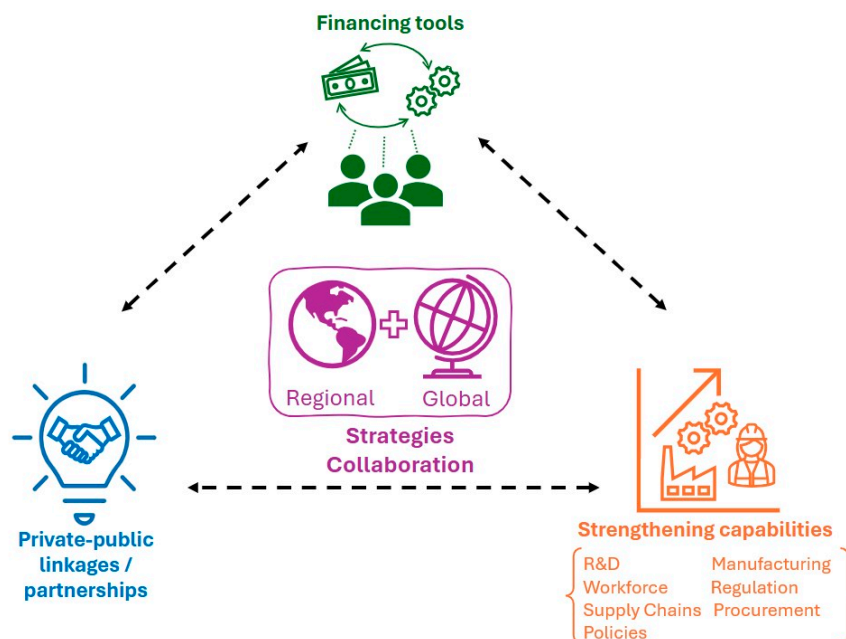 Financing tools
Regional
Global
Strategies
Collaboration
Private-public
linkages /
partnerships
Strengthening capabilities
R&D
Manufacturing
Workforce
Regulation
Supply Chains
Procurement
Policies